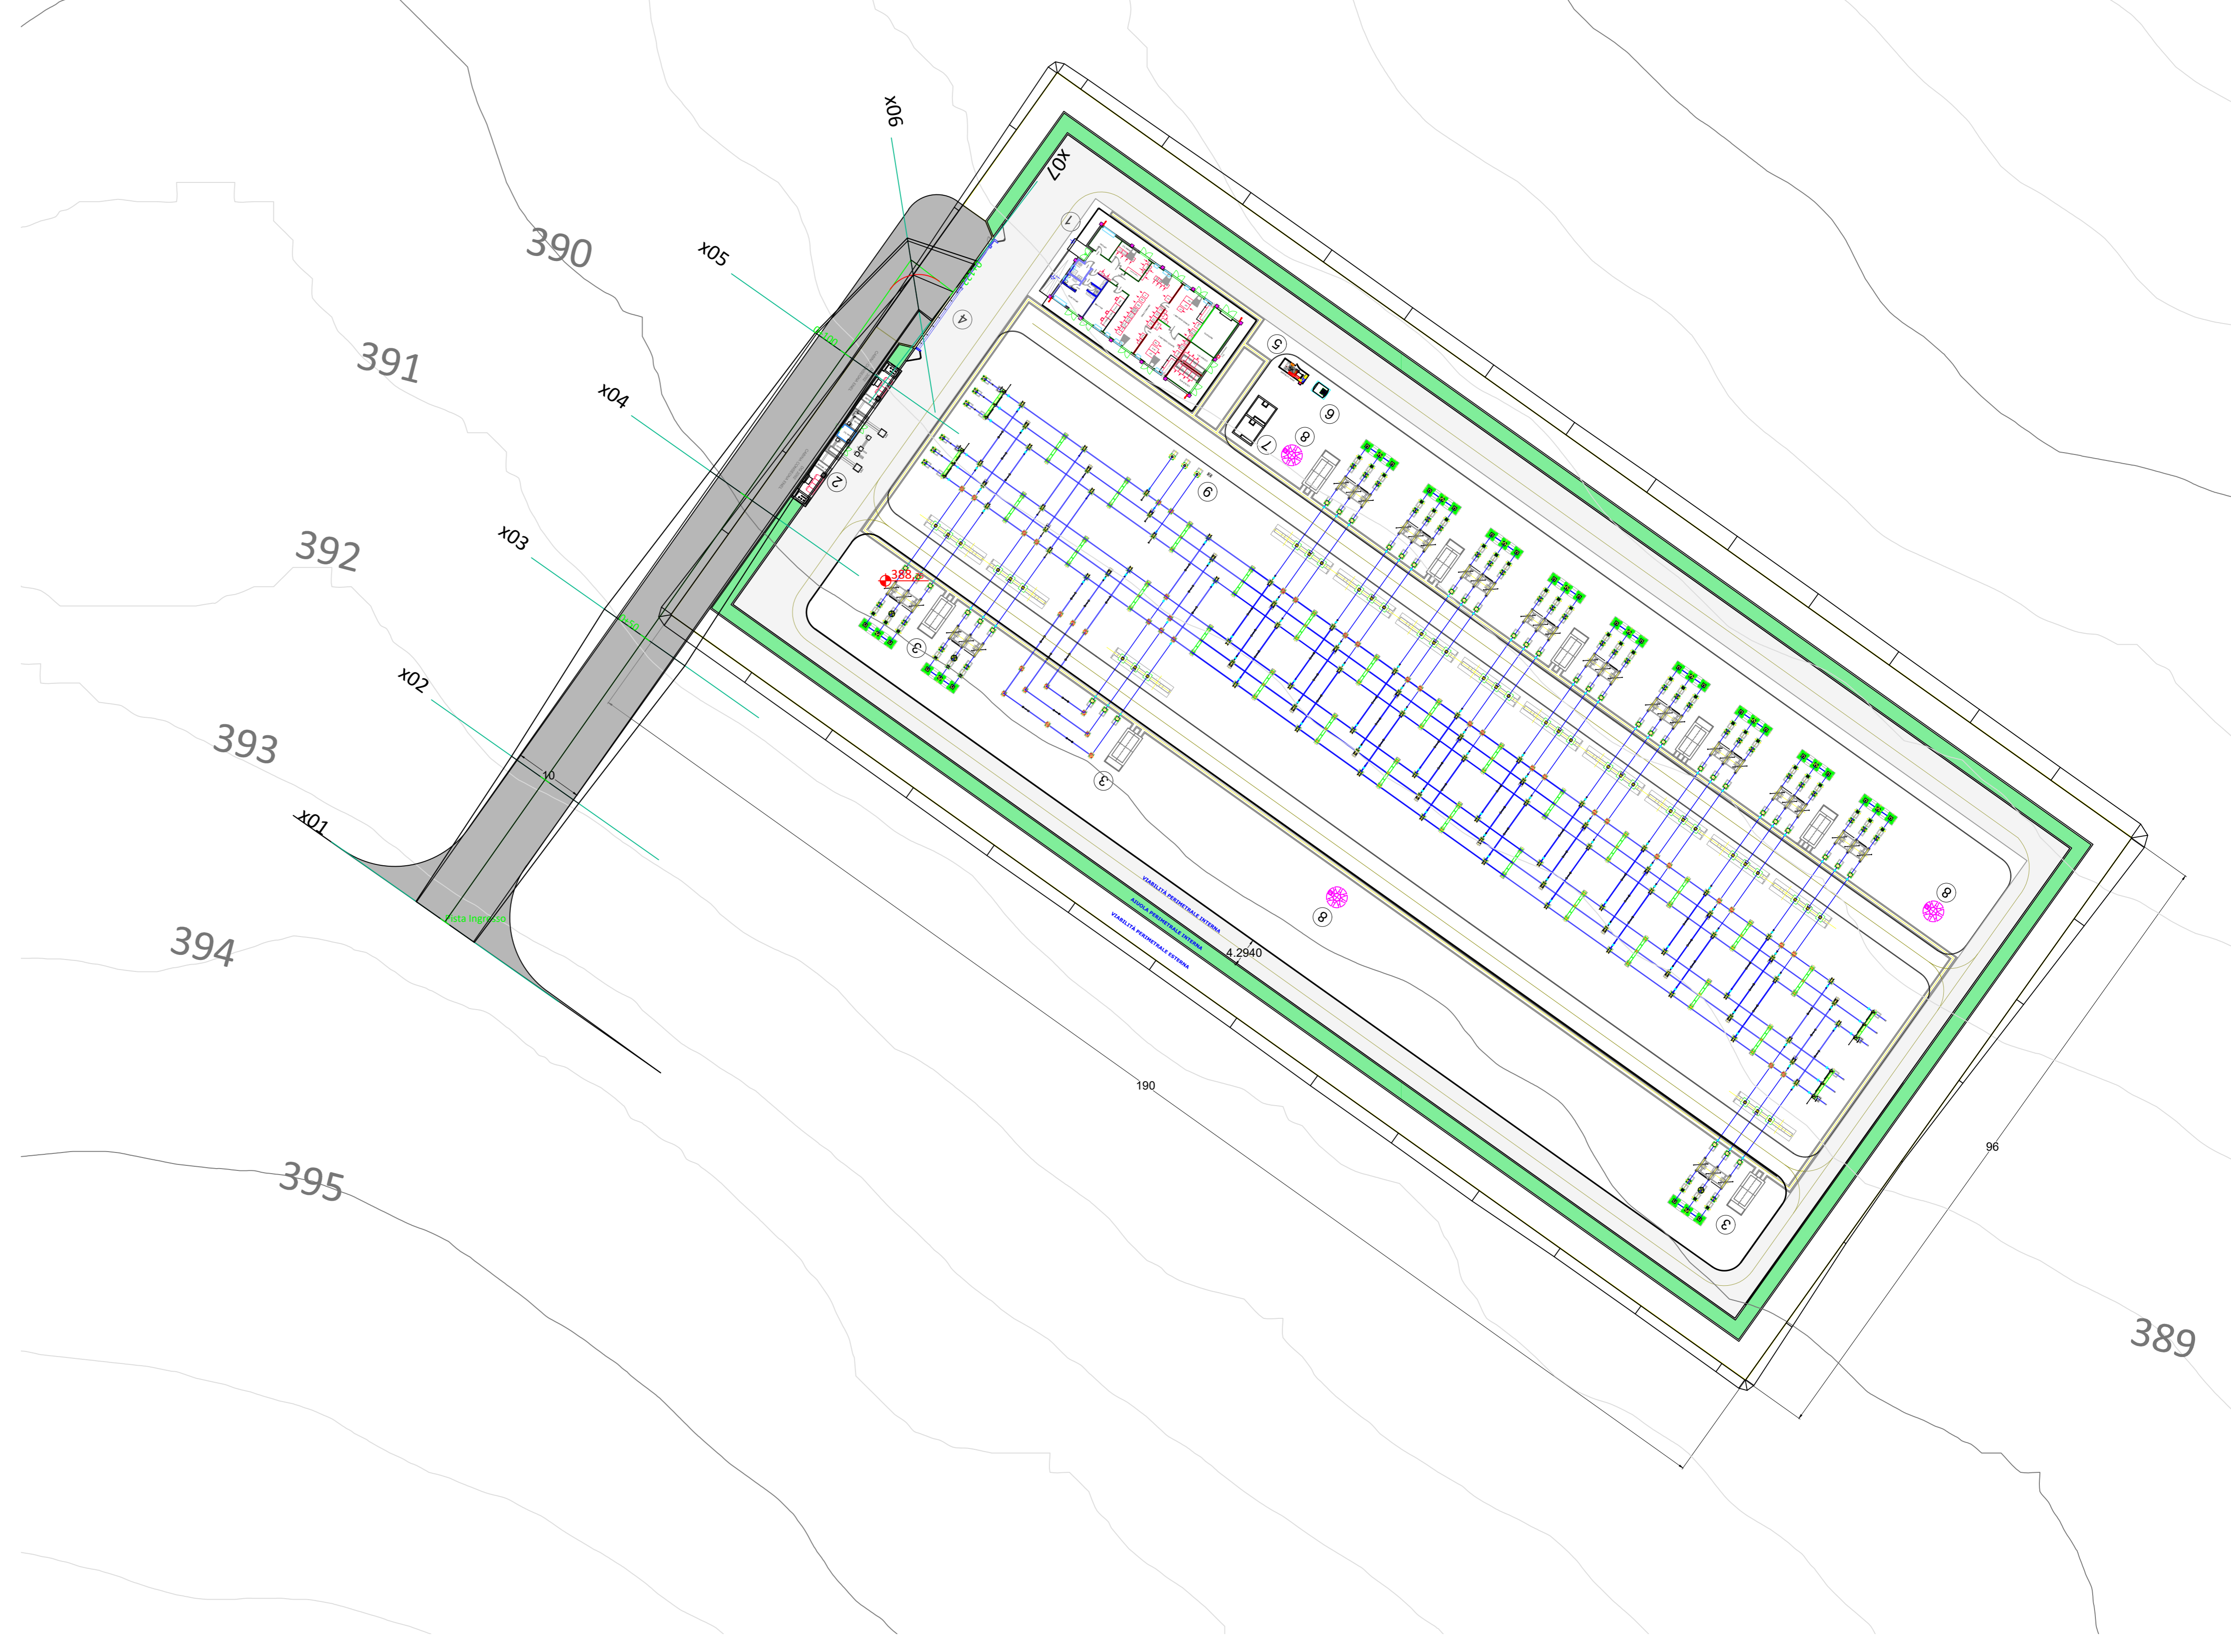 x06
x07
390
x05
1
4
391
5
x04
6
8
7
2
9
392
x03
388.
3
x02
393
10
3
x01
VIABILITÀ PERIMETRALE INTERNA
AIUOLA PERIMETRALE INTERNA
VIABILITÀ PERIMETRALE ESTERNA
8
8
Pista Ingresso
394
4.2940
190
96
395
3
389